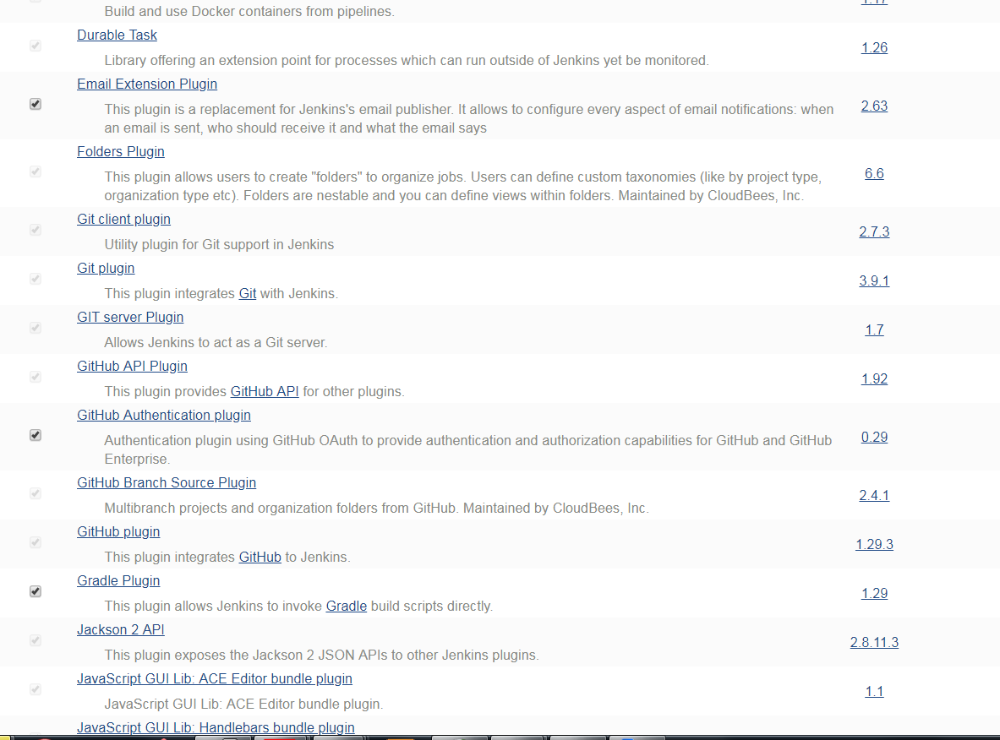 Build and use Docker containers from pipelines.
1.17
Durable Task
Library offering an extension point for processes which can run outside of Jenkins yet be monitored.
1.26
Email Extension Plugin
This plugin is a replacement for Jenkins's email publisher. It allows to configure every aspect of email notifications: when
an email is sent, who should receive it and what the email says
2.63
Folders Plugin
This plugin allows users to create "folders" to organize jobs. Users can define custom taxonomies (like by project type,
organization type etc). Folders are nestable and you can define views within folders. Maintained by CloudBees, Inc.
6.6
Git client plugin
Utility plugin for Git support in Jenkins
2.7.3
Git plugin
This plugin integrates Git with Jenkins.
3.9.1
GIT server Plugin
Allows Jenkins to act as a Git server.
1.7
GitHub API Plugin
This plugin provides GitHub API for other plugins.
1.92
GitHub Authentication plugin
Authentication plugin using GitHub OAuth to provide authentication and authorization capabilities for GitHub and GitHub
Enterprise.
0.29
GitHub Branch Source Plugin
Multibranch projects and organization folders from GitHub. Maintained by CloudBees, Inc.
2.4.1
GitHub plugin
This plugin integrates GitHub to Jenkins.
1.29.3
Gradle Plugin
This plugin allows Jenkins to invoke Gradle build scripts directly.
1.29
Jackson 2 API
This plugin exposes the Jackson 2 JSON APIs to other Jenkins plugins.
2.8.11.3
JavaScript GUI Lib: ACE Editor bundle plugin
JavaScript GUI Lib: ACE Editor bundle plugin.
1.1
JavaScript GUI Lib: Handlebars bundle plugin